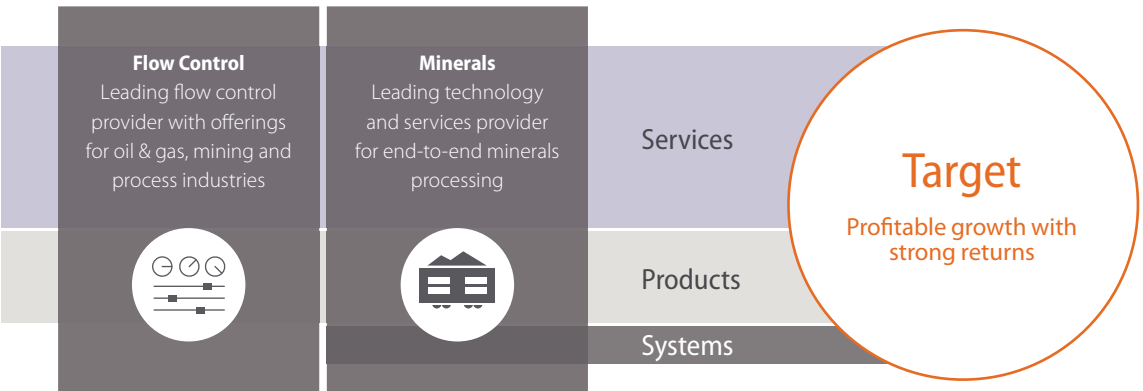 Flow Control
Leading flow control
provider with offerings
for oil & gas, mining and
process industries
Minerals
Leading technology
and services provider
for end-to-end minerals
processing
Services
Products
Systems
Target
Profitable growth with
strong returns